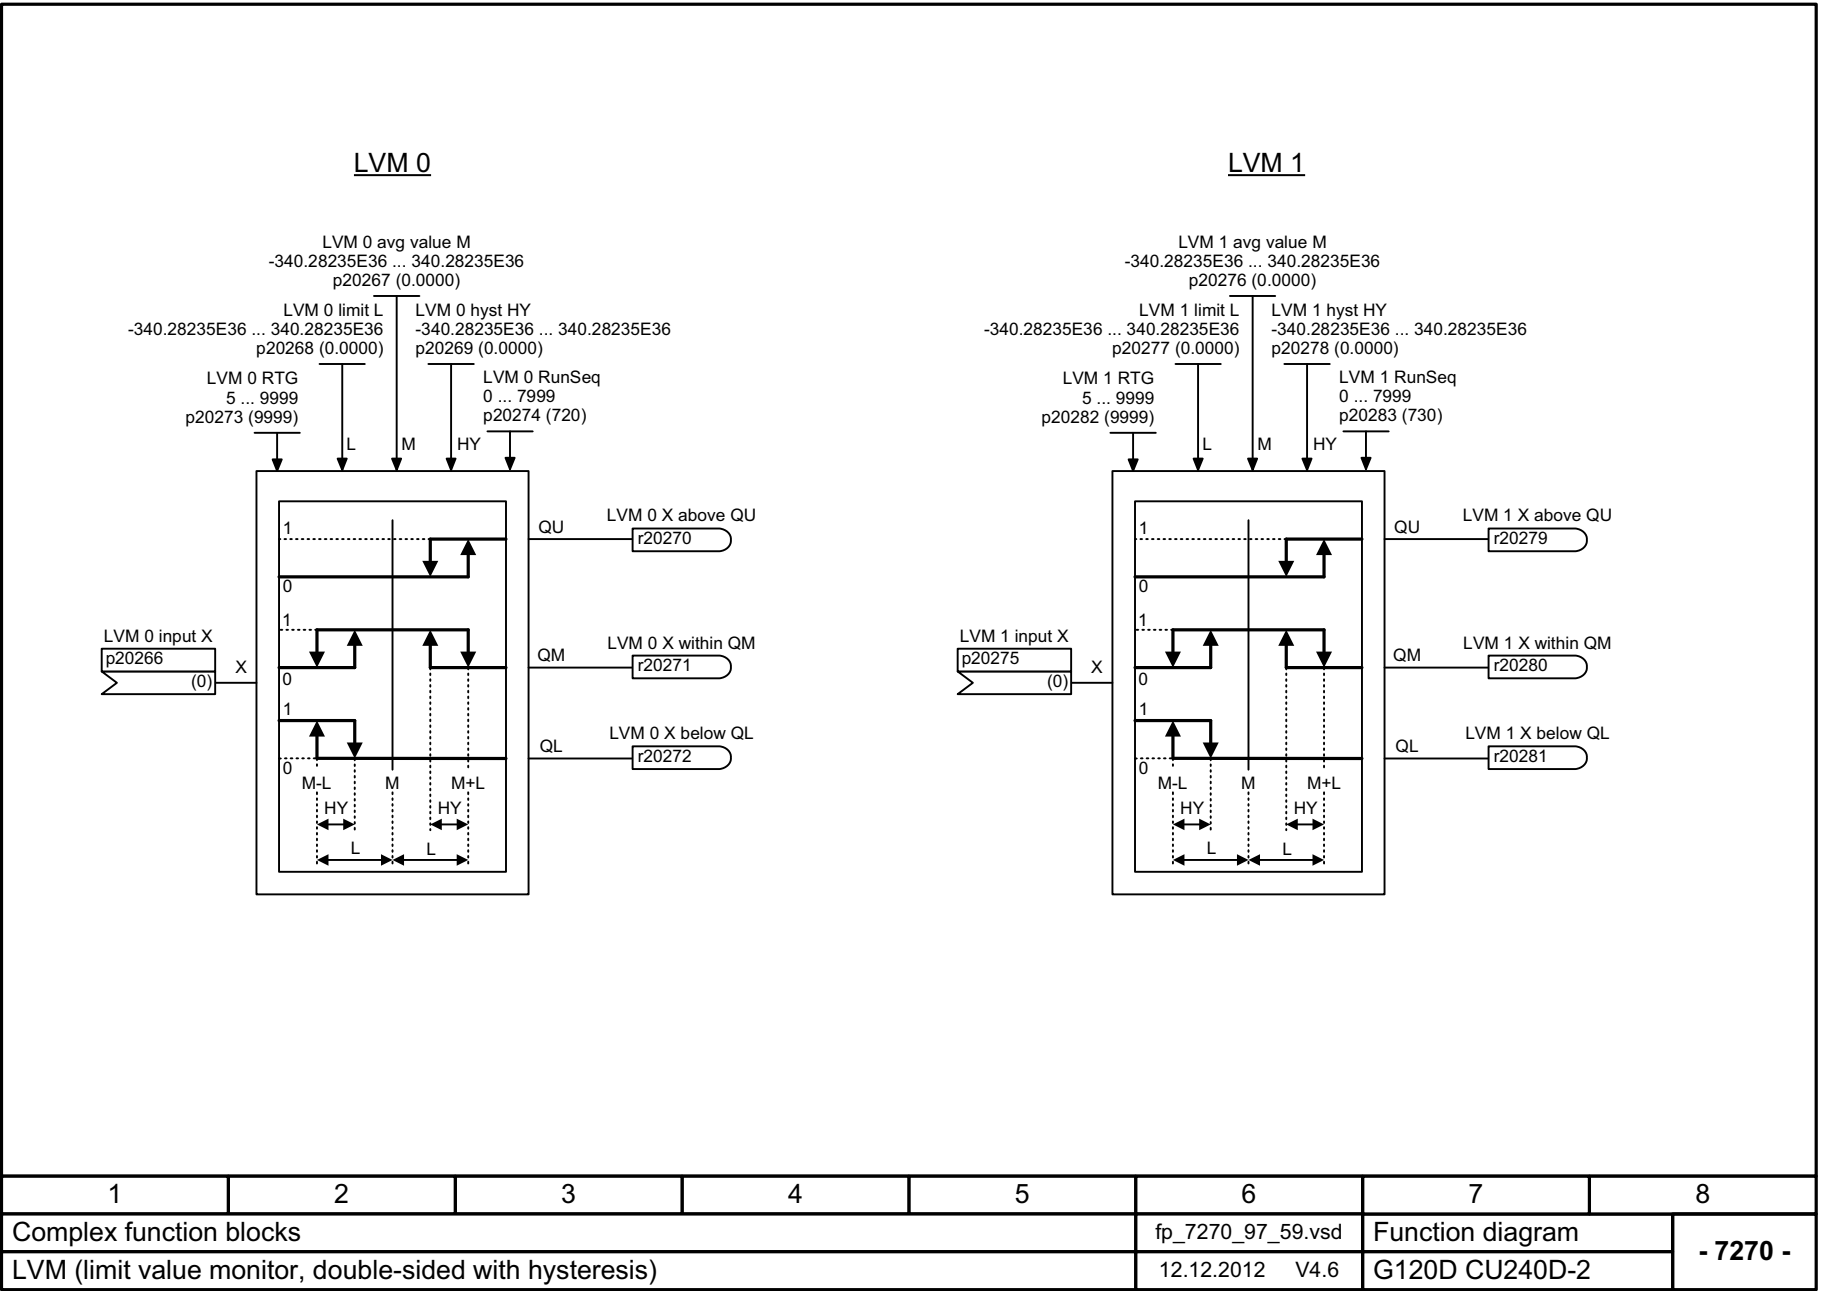 LVM 0
LVM 0 avg value M
-340.28235E36 ... 340.28235E36
p20267 (0.0000)
LVM 0 limit L
-340.28235E36 ... 340.28235E36
p20268 (0.0000)
LVM 0 hyst HY
-340.28235E36 ... 340.28235E36
p20269 (0.0000)
LVM 0 RTG
5 ... 9999
p20273 (9999)
LVM 0 RunSeq
0 ... 7999
p20274 (720)
L
M
HY
LVM 0 input X
p20266
(0)
X
1
0
1
0
1
0
M-L
M
M+L
HY
HY
L
L
QU
LVM 0 X above QU
r20270
QM
LVM 0 X within QM
r20271
QL
LVM 0 X below QL
r20272
LVM 1
LVM 1 avg value M
-340.28235E36 ... 340.28235E36
p20276 (0.0000)
LVM 1 limit L
-340.28235E36 ... 340.28235E36
p20277 (0.0000)
LVM 1 hyst HY
-340.28235E36 ... 340.28235E36
p20278 (0.0000)
LVM 1 RTG
5 ... 9999
p20282 (9999)
LVM 1 RunSeq
0 ... 7999
p20283 (730)
L
M
HY
LVM 1 input X
p20275
(0)
X
1
0
1
0
1
0
M-L
M
M+L
HY
HY
L
L
QU
LVM 1 X above QU
r20279
QM
LVM 1 X within QM
r20280
QL
LVM 1 X below QL
r20281
1 2 3 4 5 6 7 8
Complex function blocks
fp_7270_97_59.vsd
Function diagram
- 7270 -
LVM (limit value monitor, double-sided with hysteresis)
12.12.2012 V4.6
G120D CU240D-2